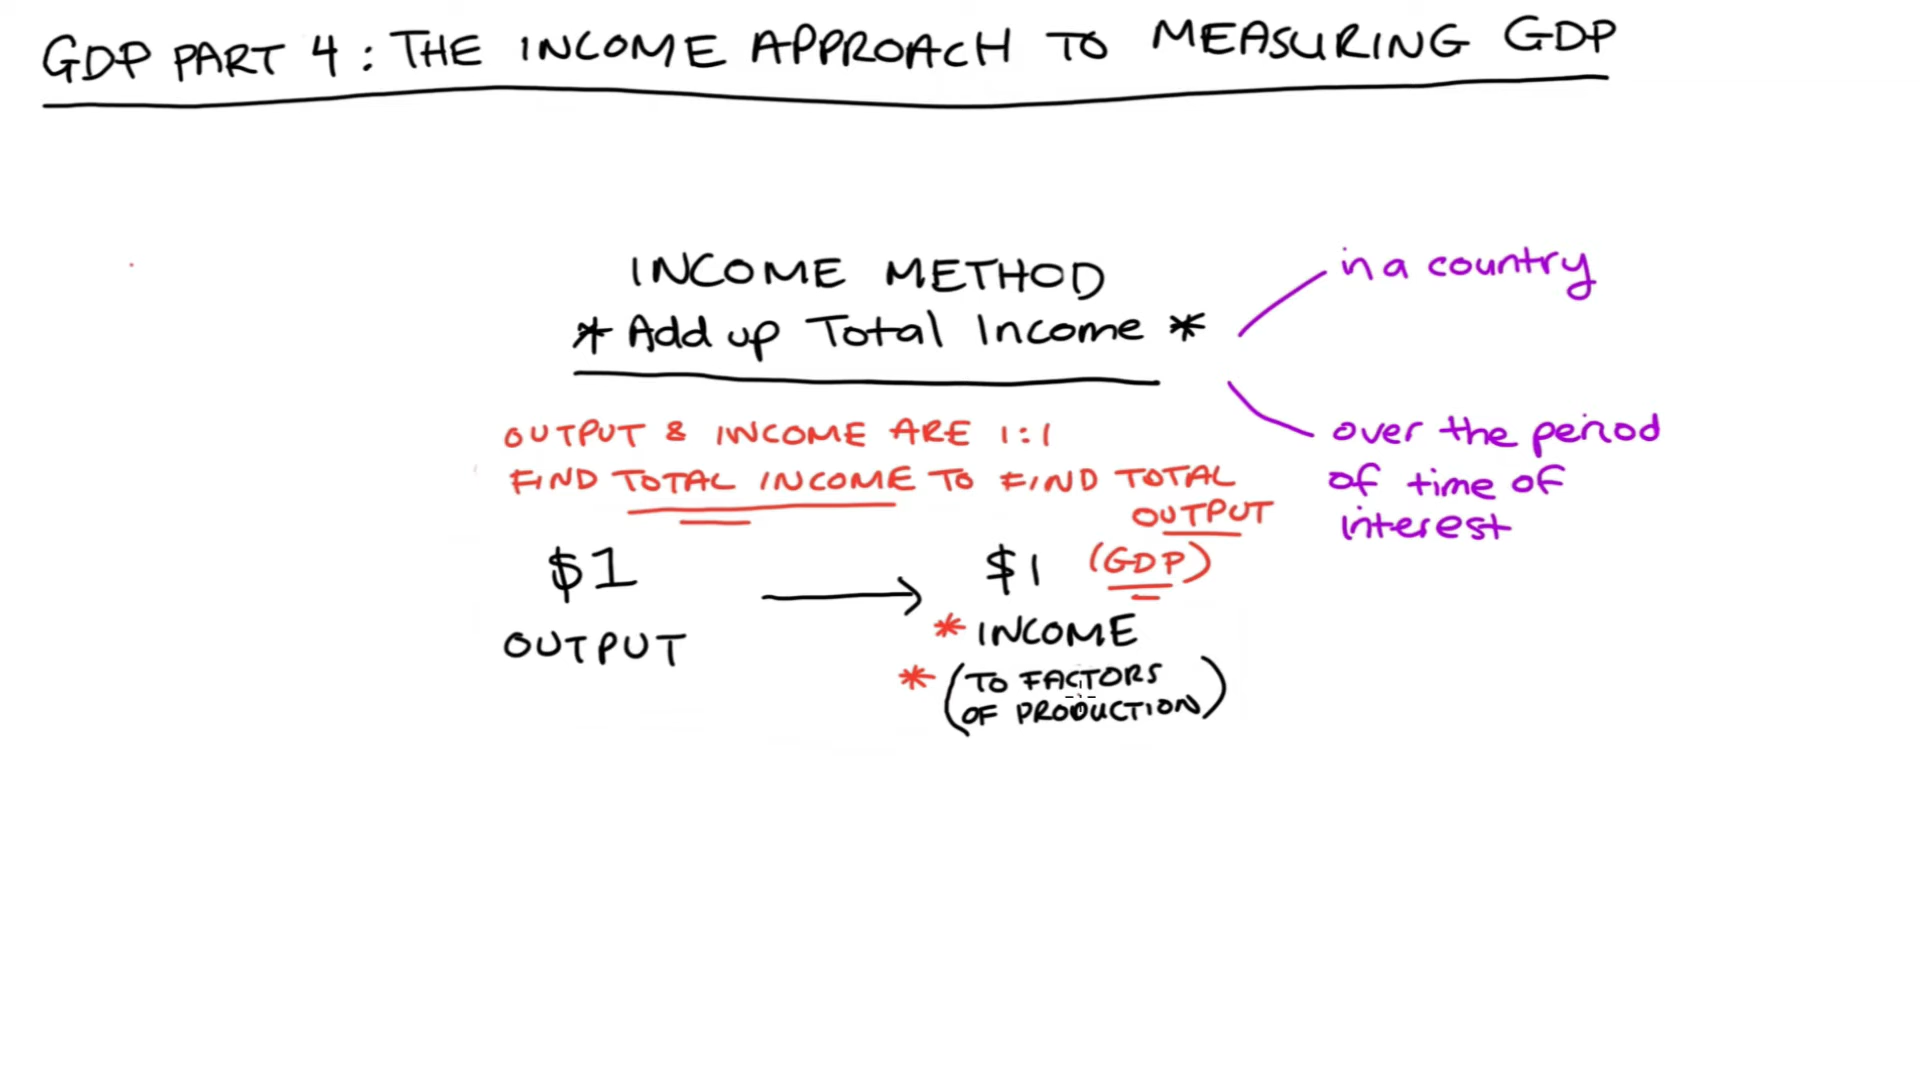 GDP PART 4: THE INCOME APPROACH TO MEASURING GDP
INCOME METHOD
* Add up Total Income *
in a country
over the period
of time of
interest
OUTPUT & INCOME ARE 1:1
FIND TOTAL INCOME TO FIND TOTAL
OUTPUT
(GDP)
$1
OUTPUT
$1
* INCOME
* (TO FACTORS
OF PRODUCTION)